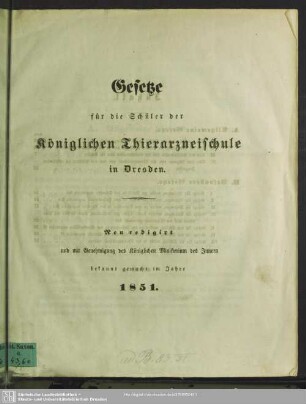 Gesetze
für die Schüler der
Königlichen Thierarzneischule
in Dresden.
Neu redigirt
und mit Genehmigung des Königlichen Ministerium des Innern
bekannt gemacht im Jahre
1851.